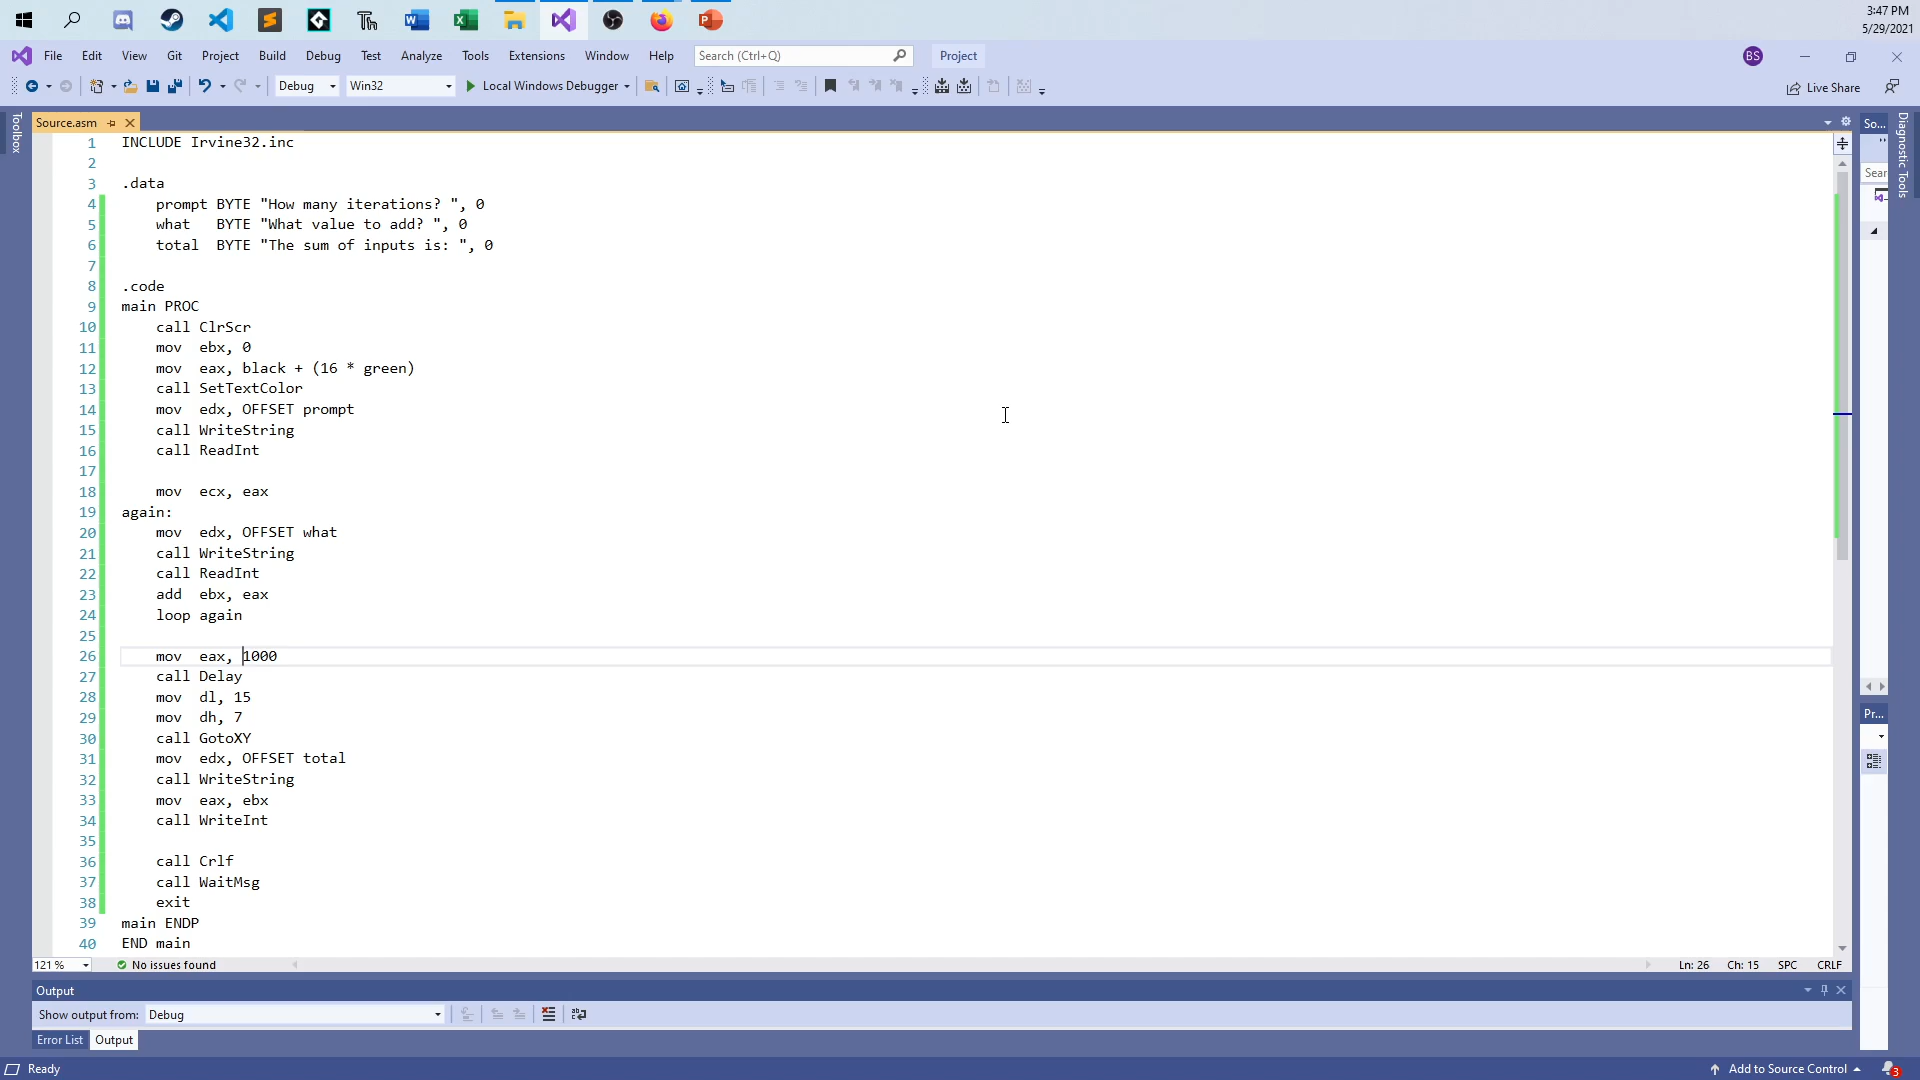 3:47 PM
5/29/2021
File Edit View Git Project Build Debug Test Analyze Tools Extensions Window Help Search (Ctrl+Q) Project BS
Debug Win32 Local Windows Debugger Live Share
Toolbox
Source.asm
1 INCLUDE Irvine32.inc
2
3 .data
4 prompt BYTE "How many iterations? ", 0
5 what BYTE "What value to add? ", 0
6 total BYTE "The sum of inputs is: ", 0
7
8 .code
9 main PROC
10 call ClrScr
11 mov ebx, 0
12 mov eax, black + (16 * green)
13 call SetTextColor
14 mov edx, OFFSET prompt
15 call WriteString
16 call ReadInt
17
18 mov ecx, eax
19 again:
20 mov edx, OFFSET what
21 call WriteString
22 call ReadInt
23 add ebx, eax
24 loop again
25
26 mov eax, 1000
27 call Delay
28 mov dl, 15
29 mov dh, 7
30 call GotoXY
31 mov edx, OFFSET total
32 call WriteString
33 mov eax, ebx
34 call WriteInt
35
36 call Crlf
37 call WaitMsg
38 exit
39 main ENDP
40 END main
So...
Sear
Pr...
Diagnostic Tools
121 % No issues found Ln: 26 Ch: 15 SPC CRLF
Output
Show output from: Debug
Error List Output
Ready Add to Source Control 3